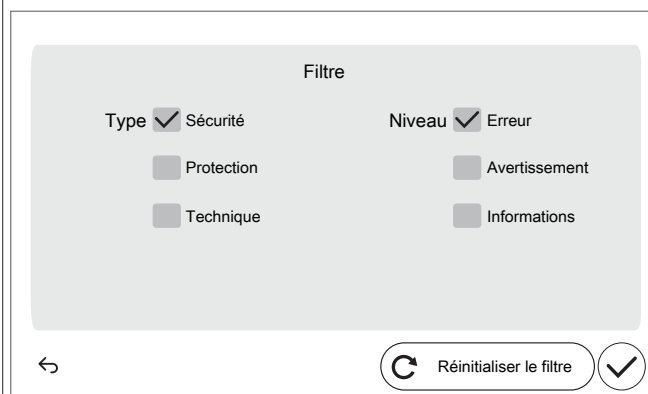 Filtre
Type Sécurité Niveau Erreur
Protection Avertissement
Technique Informations
Réinitialiser le filtre